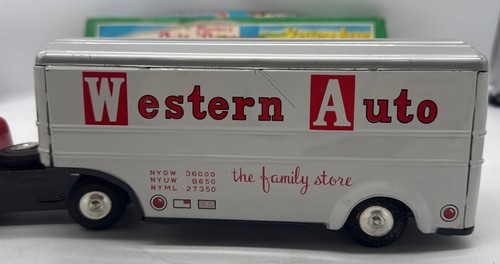 Western Auto
NYGW 36000
NYUW 8650
NYML 27350
the family store